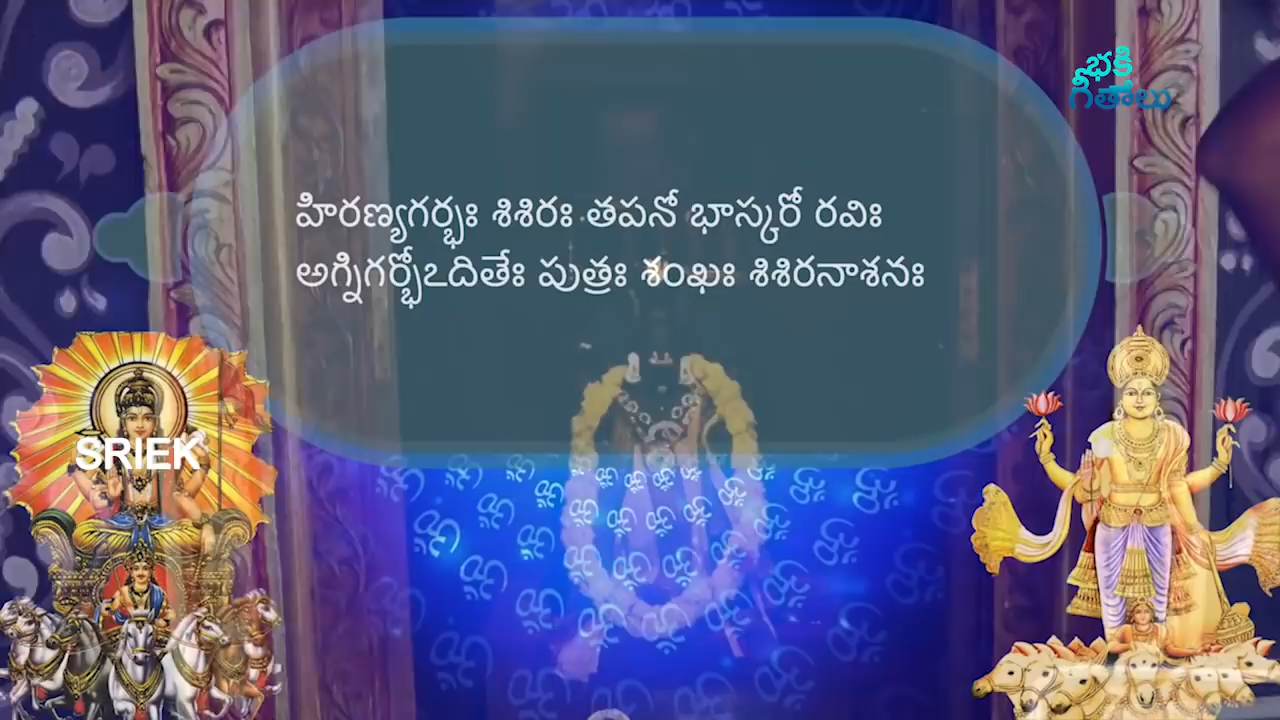 భక్తి
గీతాలు
హిరణ్యగర్భః శిశిరః తపనో భాస్కరో రవిః
అగ్నిగర్భోఽదితేః పుత్రః శంఖః శిశిరనాశనః
SRIEK